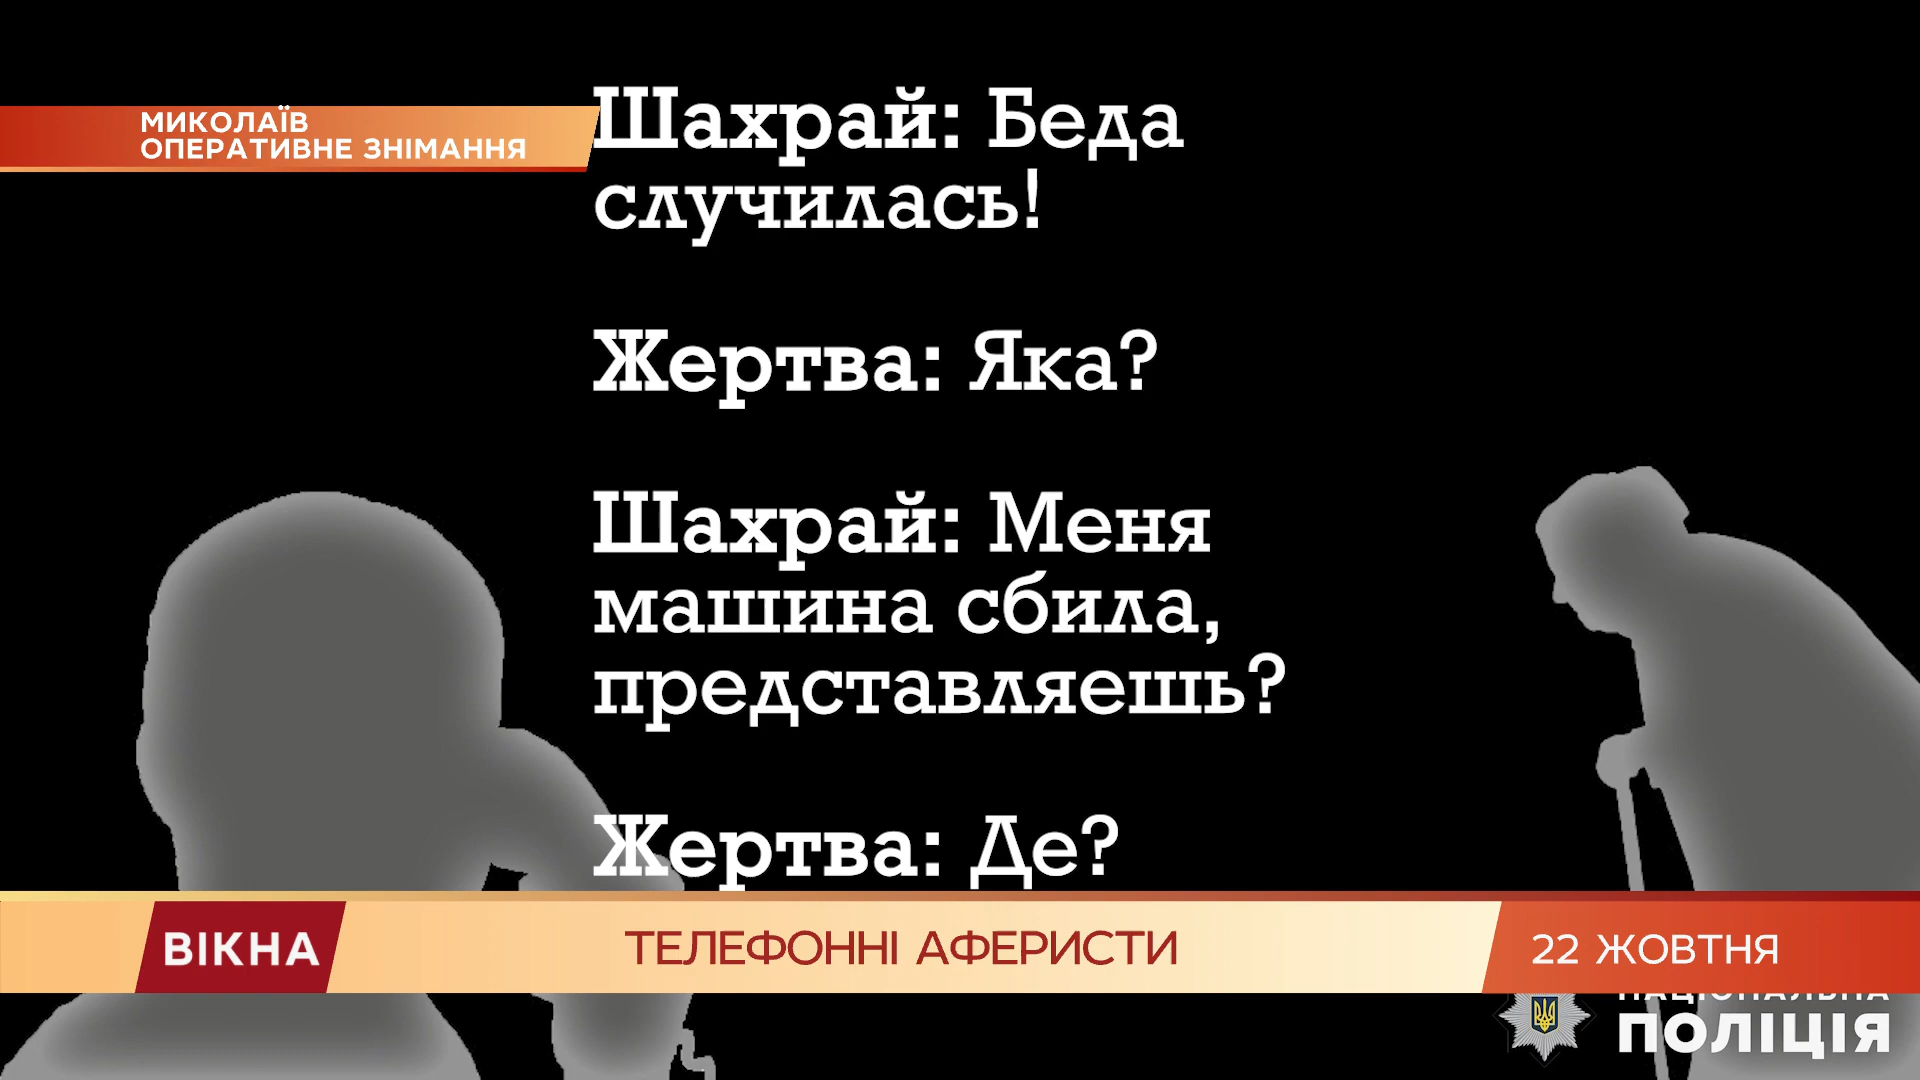 МИКОЛАЇВ
ОПЕРАТИВНЕ ЗНІМАННЯ
Шахрай: Беда
случилась!
Жертва: Яка?
Шахрай: Меня
машина сбила,
представляешь?
Жертва: Де?
ВІКНА
ТЕЛЕФОННІ АФЕРИСТИ
22 ЖОВТНЯ
НАЦІОНАЛЬНА
ПОЛІЦІЯ